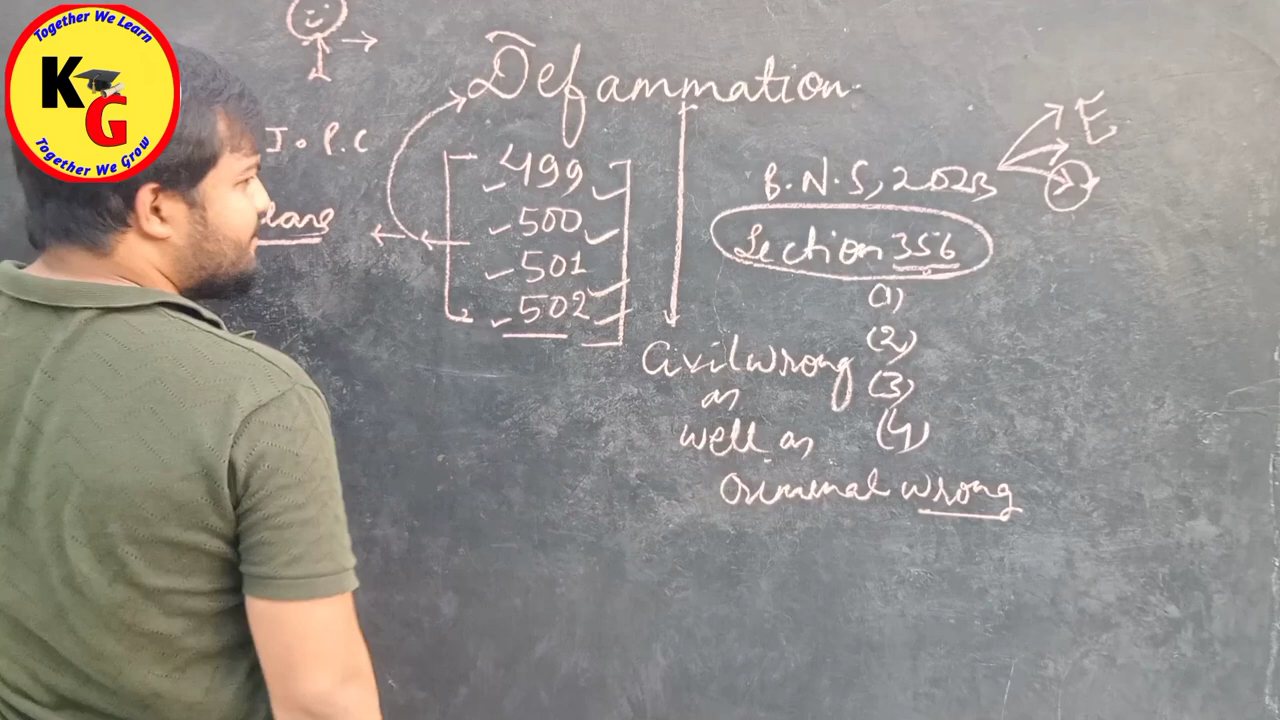 Together We Learn
KG
Together We Grow
Defammation
I.P.C
499
500
501
502
B.N.S, 2023
E
Section 356
(1)
(2)
(3)
(4)
Civil wrong
as
well as
Criminal wrong